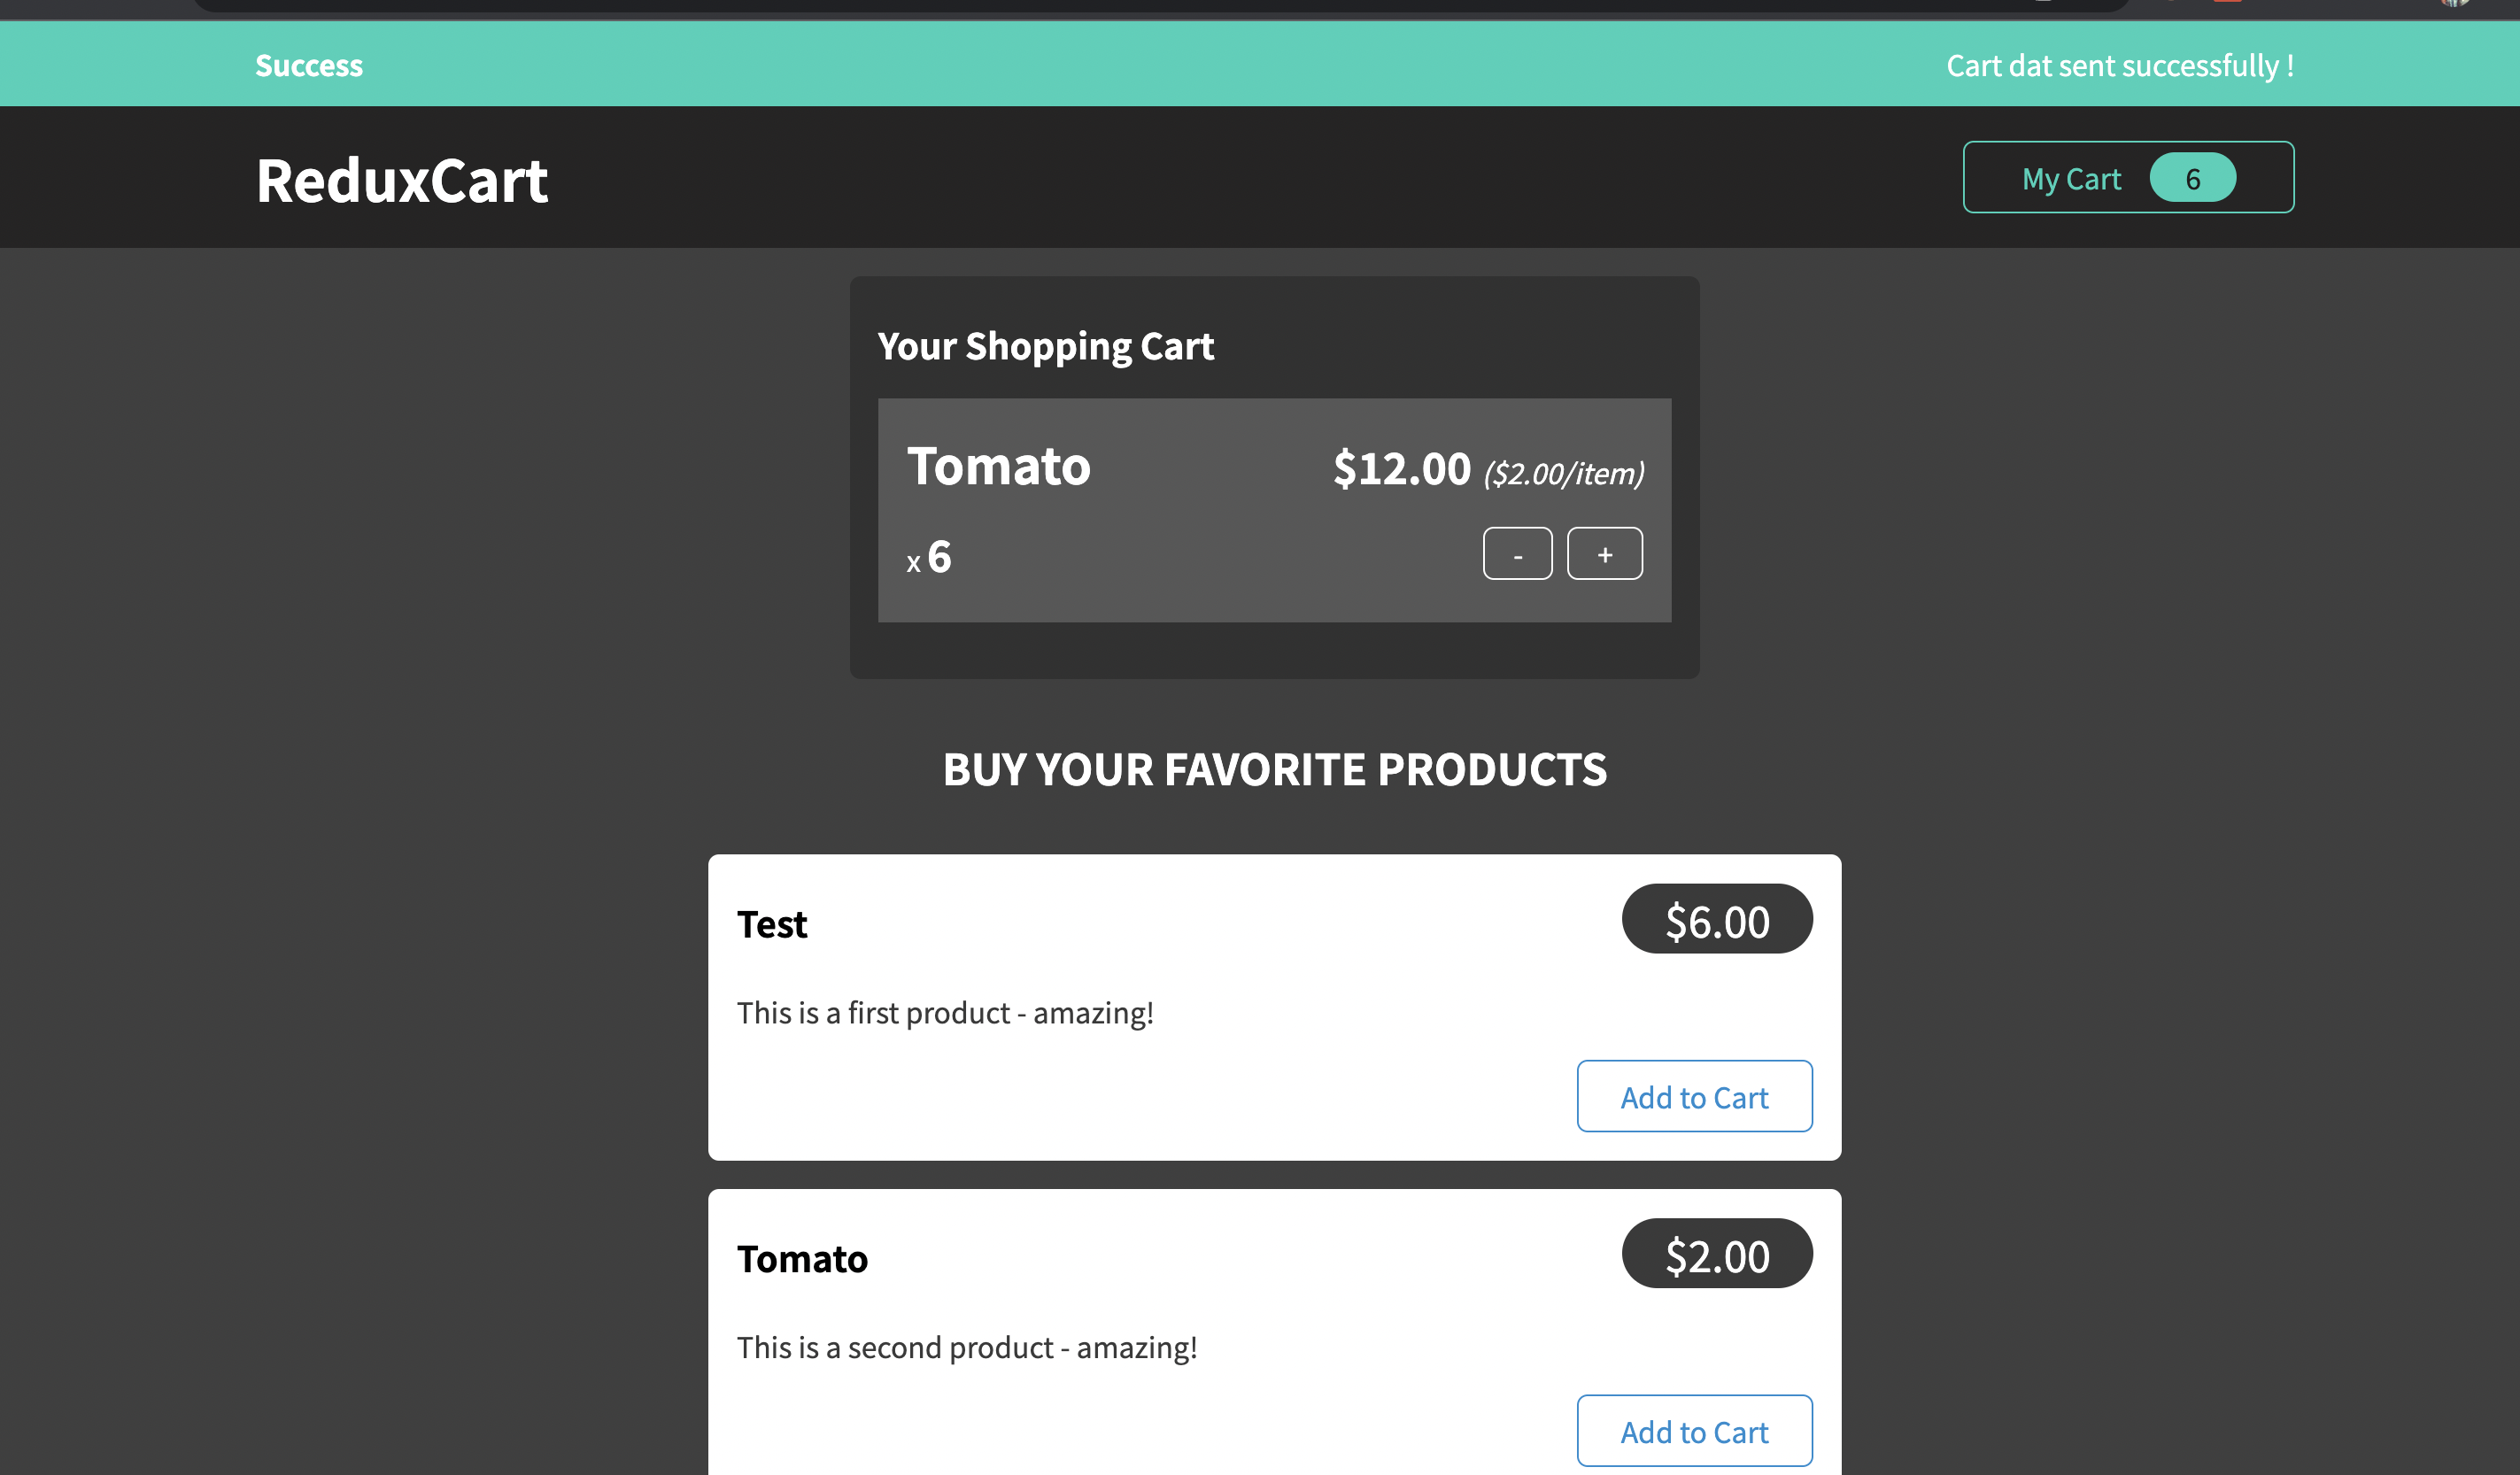 Success Cart dat sent successfully !
ReduxCart My Cart 6
Your Shopping Cart
Tomato $12.00 ($2.00/item)
x 6 - +
BUY YOUR FAVORITE PRODUCTS
Test $6.00
This is a first product - amazing!
Add to Cart
Tomato $2.00
This is a second product - amazing!
Add to Cart